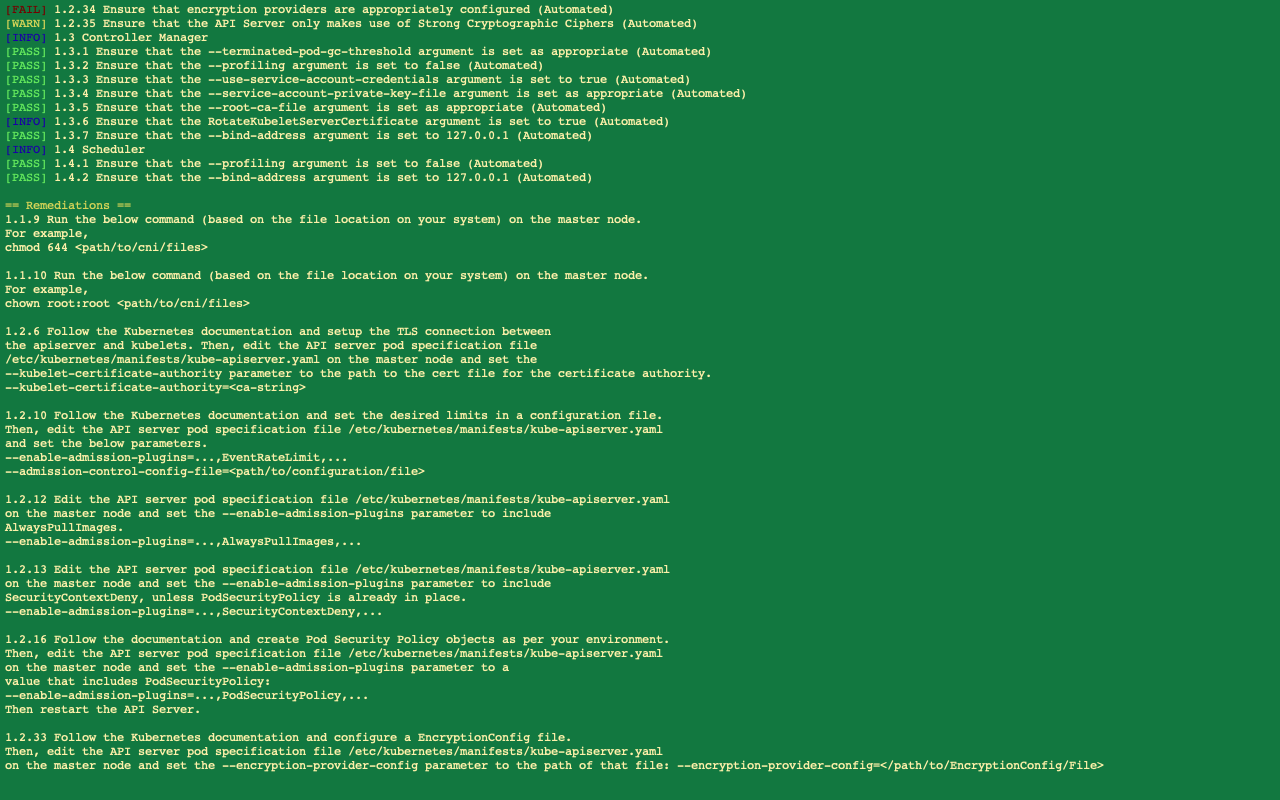 [FAIL] 1.2.34 Ensure that encryption providers are appropriately configured (Automated)
[WARN] 1.2.35 Ensure that the API Server only makes use of Strong Cryptographic Ciphers (Automated)
[INFO] 1.3 Controller Manager
[PASS] 1.3.1 Ensure that the --terminated-pod-gc-threshold argument is set as appropriate (Automated)
[PASS] 1.3.2 Ensure that the --profiling argument is set to false (Automated)
[PASS] 1.3.3 Ensure that the --use-service-account-credentials argument is set to true (Automated)
[PASS] 1.3.4 Ensure that the --service-account-private-key-file argument is set as appropriate (Automated)
[PASS] 1.3.5 Ensure that the --root-ca-file argument is set as appropriate (Automated)
[INFO] 1.3.6 Ensure that the RotateKubeletServerCertificate argument is set to true (Automated)
[PASS] 1.3.7 Ensure that the --bind-address argument is set to 127.0.0.1 (Automated)
[INFO] 1.4 Scheduler
[PASS] 1.4.1 Ensure that the --profiling argument is set to false (Automated)
[PASS] 1.4.2 Ensure that the --bind-address argument is set to 127.0.0.1 (Automated)

== Remediations ==
1.1.9 Run the below command (based on the file location on your system) on the master node.
For example,
chmod 644 <path/to/cni/files>

1.1.10 Run the below command (based on the file location on your system) on the master node.
For example,
chown root:root <path/to/cni/files>

1.2.6 Follow the Kubernetes documentation and setup the TLS connection between
the apiserver and kubelets. Then, edit the API server pod specification file
/etc/kubernetes/manifests/kube-apiserver.yaml on the master node and set the
--kubelet-certificate-authority parameter to the path to the cert file for the certificate authority.
--kubelet-certificate-authority=<ca-string>

1.2.10 Follow the Kubernetes documentation and set the desired limits in a configuration file.
Then, edit the API server pod specification file /etc/kubernetes/manifests/kube-apiserver.yaml
and set the below parameters.
--enable-admission-plugins=...,EventRateLimit,...
--admission-control-config-file=<path/to/configuration/file>

1.2.12 Edit the API server pod specification file /etc/kubernetes/manifests/kube-apiserver.yaml
on the master node and set the --enable-admission-plugins parameter to include
AlwaysPullImages.
--enable-admission-plugins=...,AlwaysPullImages,...

1.2.13 Edit the API server pod specification file /etc/kubernetes/manifests/kube-apiserver.yaml
on the master node and set the --enable-admission-plugins parameter to include
SecurityContextDeny, unless PodSecurityPolicy is already in place.
--enable-admission-plugins=...,SecurityContextDeny,...

1.2.16 Follow the documentation and create Pod Security Policy objects as per your environment.
Then, edit the API server pod specification file /etc/kubernetes/manifests/kube-apiserver.yaml
on the master node and set the --enable-admission-plugins parameter to a
value that includes PodSecurityPolicy:
--enable-admission-plugins=...,PodSecurityPolicy,...
Then restart the API Server.

1.2.33 Follow the Kubernetes documentation and configure a EncryptionConfig file.
Then, edit the API server pod specification file /etc/kubernetes/manifests/kube-apiserver.yaml
on the master node and set the --encryption-provider-config parameter to the path of that file: --encryption-provider-config=</path/to/EncryptionConfig/File>